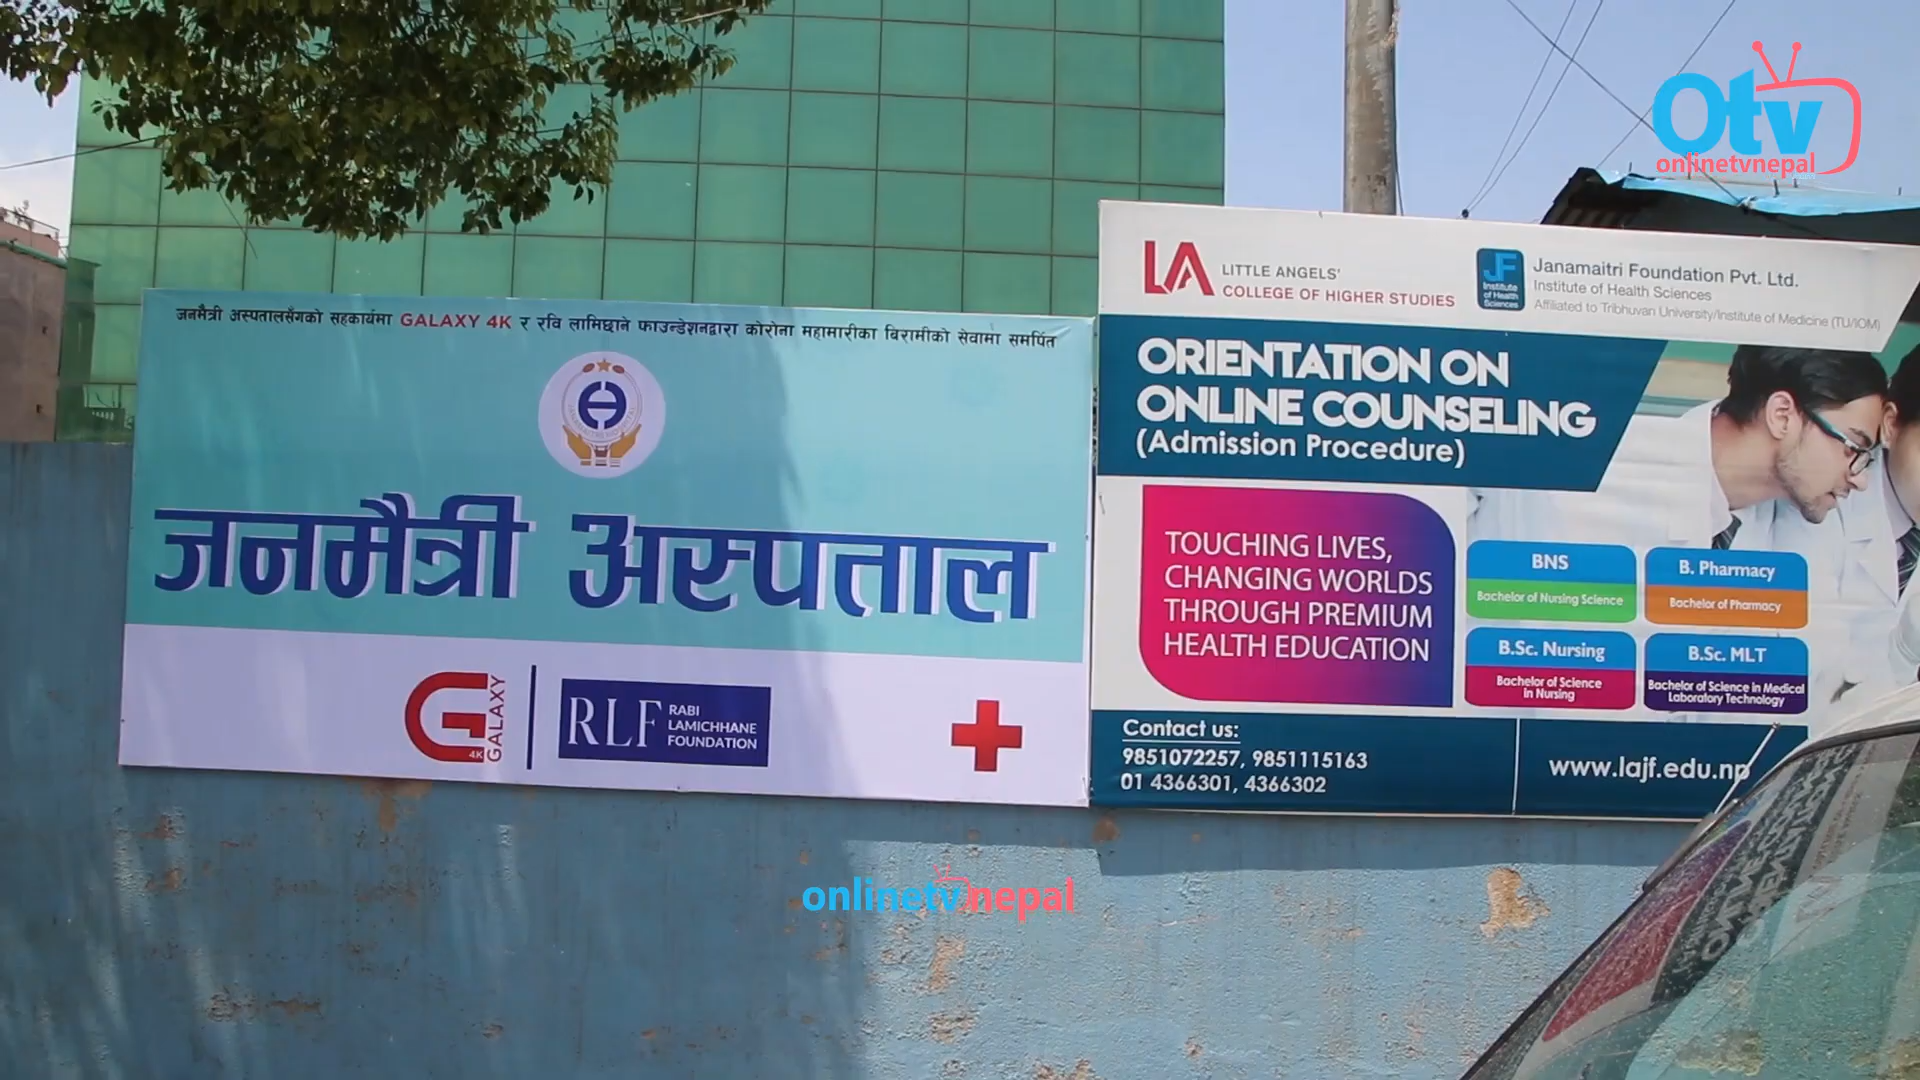 जनमैत्री अस्पतालसँगको सहकार्यमा GALAXY 4K र रवि लामिछाने फाउन्डेशनद्वारा कोरोना महामारीका बिरामीको सेवामा समर्पित
जनमैत्री अस्पताल
G GALAXY
4K
RLF
RABI
LAMICHHANE
FOUNDATION
LA
LITTLE ANGELS'
COLLEGE OF HIGHER STUDIES
JF
Institute
of Health
Sciences
Janamaitri Foundation Pvt. Ltd.
Institute of Health Sciences
Affiliated to Tribhuvan University/Institute of Medicine (TU/IOM)
ORIENTATION ON
ONLINE COUNSELING
(Admission Procedure)
TOUCHING LIVES,
CHANGING WORLDS
THROUGH PREMIUM
HEALTH EDUCATION
BNS
Bachelor of Nursing Science
B. Pharmacy
Bachelor of Pharmacy
B.Sc. Nursing
Bachelor of Science
in Nursing
B.Sc. MLT
Bachelor of Science in Medical
Laboratory Technology
Contact us:
9851072257, 9851115163
01 4366301, 4366302
www.lajf.edu.np
Otv
onlinetvnepal
onlinetvnepal